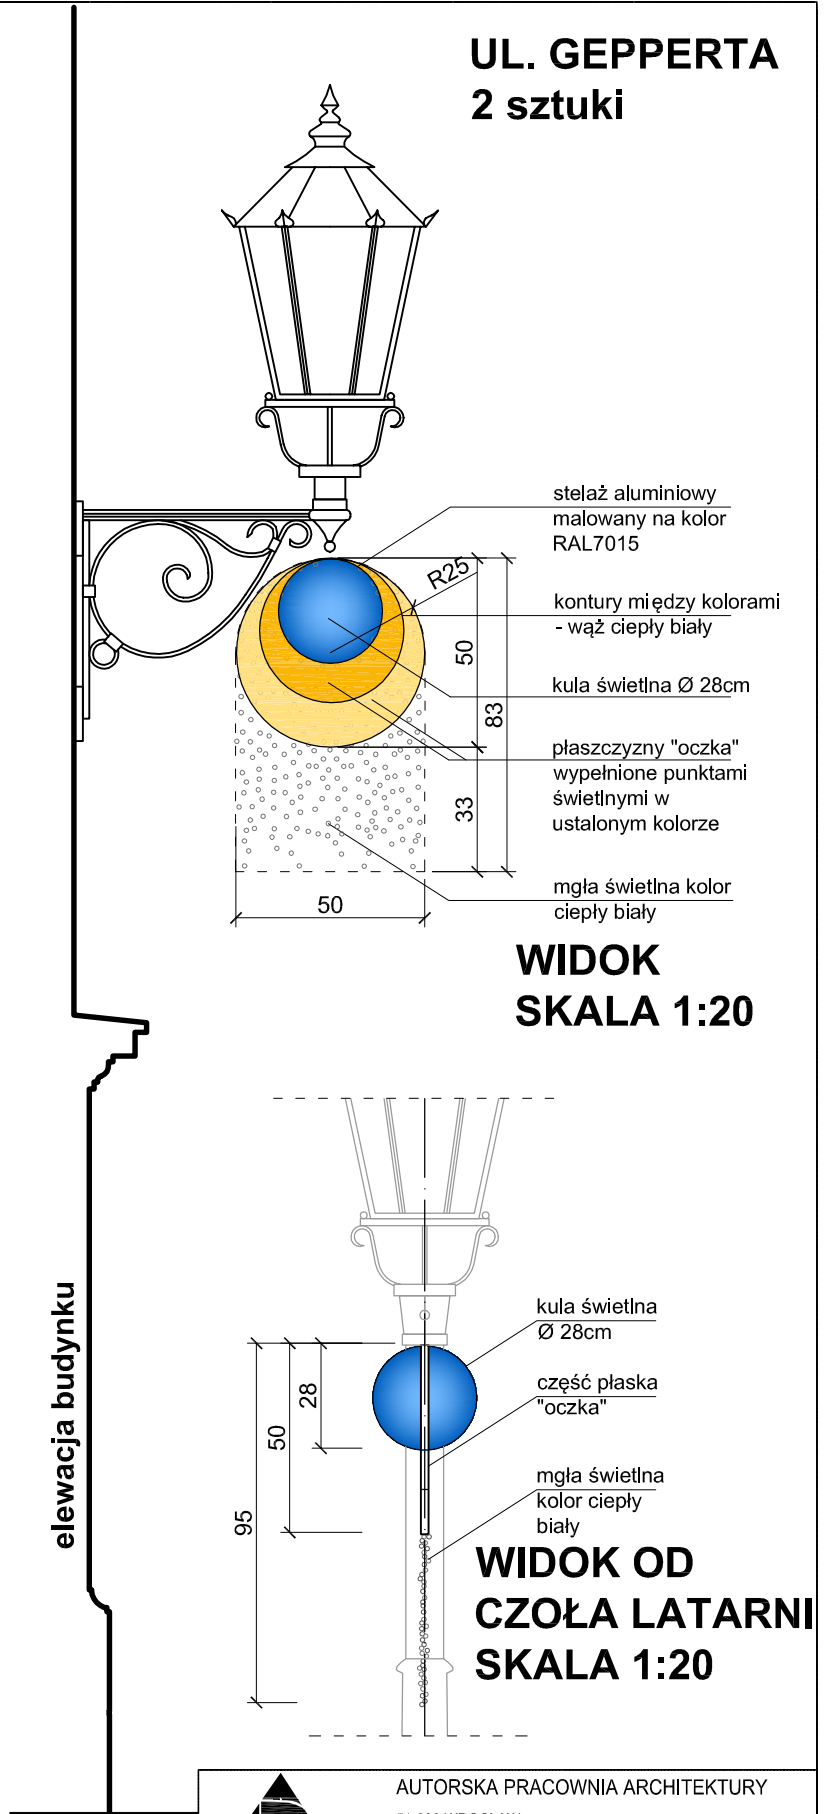 UL. GEPPERTA
2 sztuki
stelaż aluminiowy
malowany na kolor
RAL7015
R25
kontury między kolorami
- wąż ciepły biały
50
kula świetlna Ø 28cm
83
płaszczyzny "oczka"
wypełnione punktami
świetlnymi w
ustalonym kolorze
33
mgła świetlna kolor
ciepły biały
50
WIDOK
SKALA 1:20
elewacja budynku
kula świetlna
Ø 28cm
28
część płaska
"oczka"
50
mgła świetlna
kolor ciepły
biały
95
WIDOK OD
CZOŁA LATARNI
SKALA 1:20
AUTORSKA PRACOWNIA ARCHITEKTURY